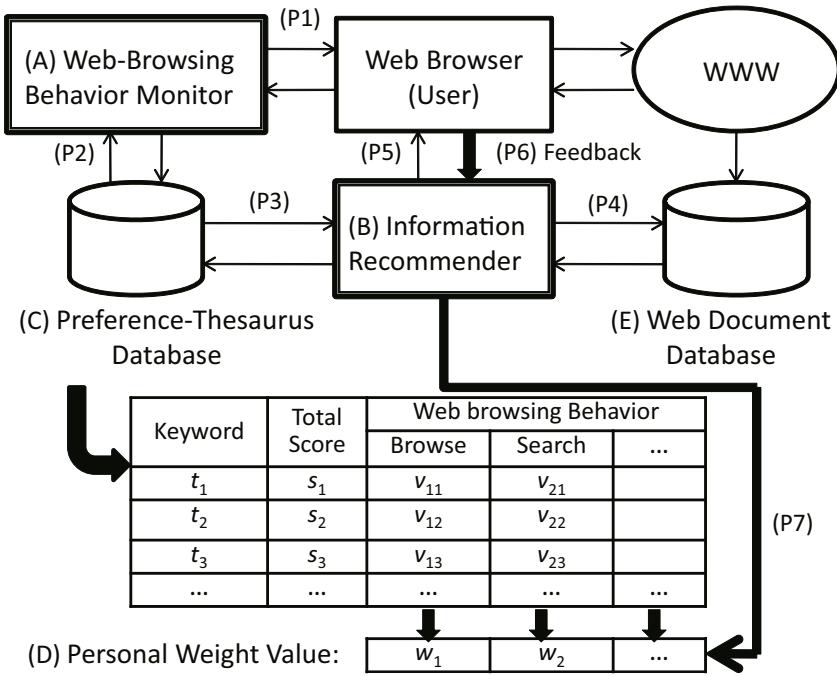 (P1)
(A) Web-Browsing
Behavior Monitor
Web Browser
(User)
WWW
(P2)
(P5)
(P6) Feedback
(P3)
(B) Information
Recommender
(P4)
(C) Preference-Thesaurus
Database
(E) Web Document
Database
Keyword Total Score Web browsing Behavior
Browse Search ...
t1 s1 v11 v21
t2 s2 v12 v22
t3 s3 v13 v23
... ... ... ... ...
(P7)
(D) Personal Weight Value: w1 w2 ...